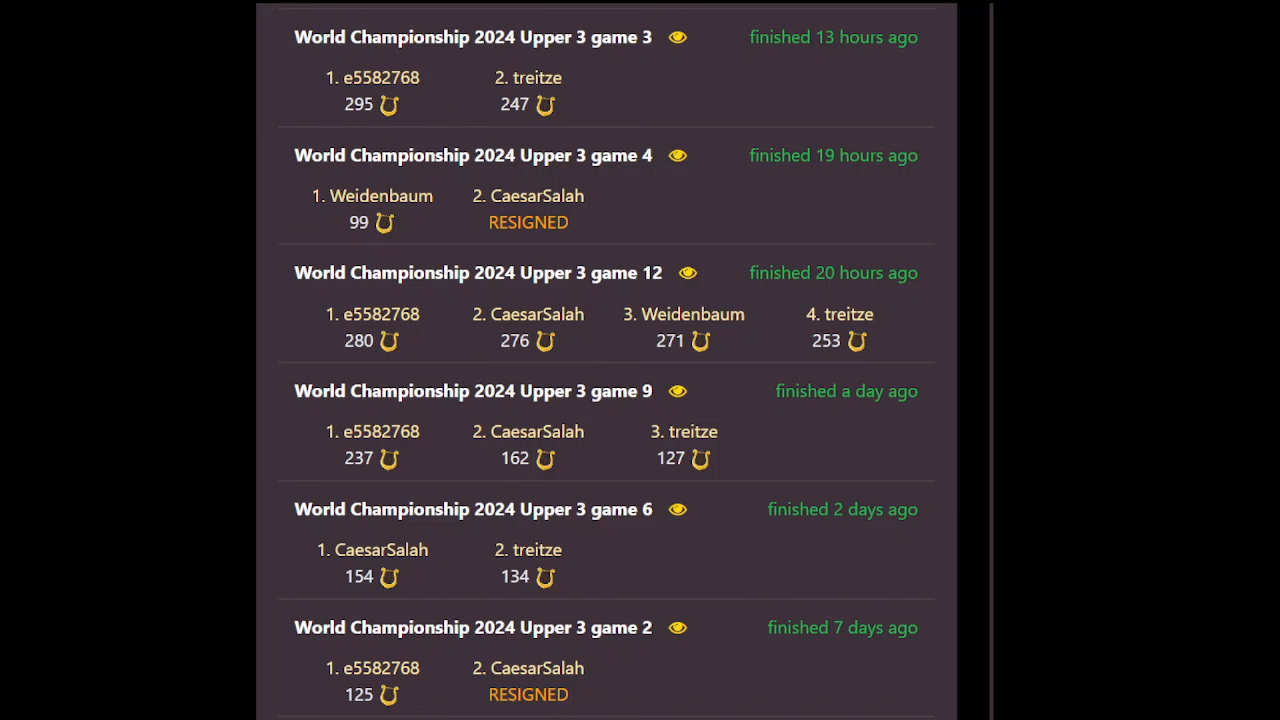 World Championship 2024 Upper 3 game 3 finished 13 hours ago
1. e5582768 2. treitze
295 247
World Championship 2024 Upper 3 game 4 finished 19 hours ago
1. Weidenbaum 2. CaesarSalah
99 RESIGNED
World Championship 2024 Upper 3 game 12 finished 20 hours ago
1. e5582768 2. CaesarSalah 3. Weidenbaum 4. treitze
280 276 271 253
World Championship 2024 Upper 3 game 9 finished a day ago
1. e5582768 2. CaesarSalah 3. treitze
237 162 127
World Championship 2024 Upper 3 game 6 finished 2 days ago
1. CaesarSalah 2. treitze
154 134
World Championship 2024 Upper 3 game 2 finished 7 days ago
1. e5582768 2. CaesarSalah
125 RESIGNED